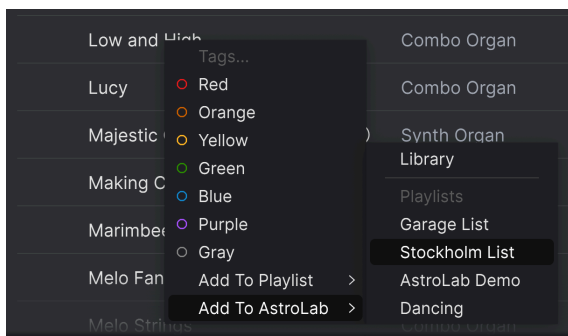 Low and High
Combo Organ
Tags...
Lucy
Red
Combo Organ
Orange
Majestic
Yellow
)
Synth Organ
Library
Green
Making C
Blue
Playlists
Marimbee
Purple
Garage List
Gray
Stockholm List
Melo Fan
Add To Playlist >
AstroLab Demo
Add To AstroLab >
Dancing
Melo Strings
Combo Organ